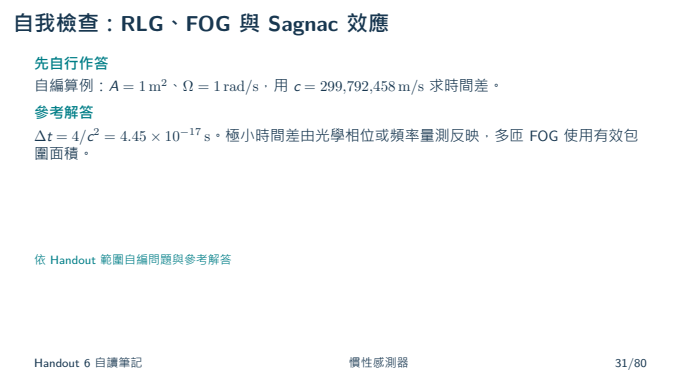 自我檢查：RLG、FOG 與 Sagnac 效應
先自行作答
自編算例：A = 1 m²、Ω = 1 rad/s，用 c = 299,792,458 m/s 求時間差。
參考解答
Δt = 4/c² = 4.45 × 10⁻¹⁷ s。極小時間差由光學相位或頻率量測反映，多匝 FOG 使用有效包
圍面積。
依 Handout 範圍自編問題與參考解答
Handout 6 自讀筆記
慣性感測器
31/80